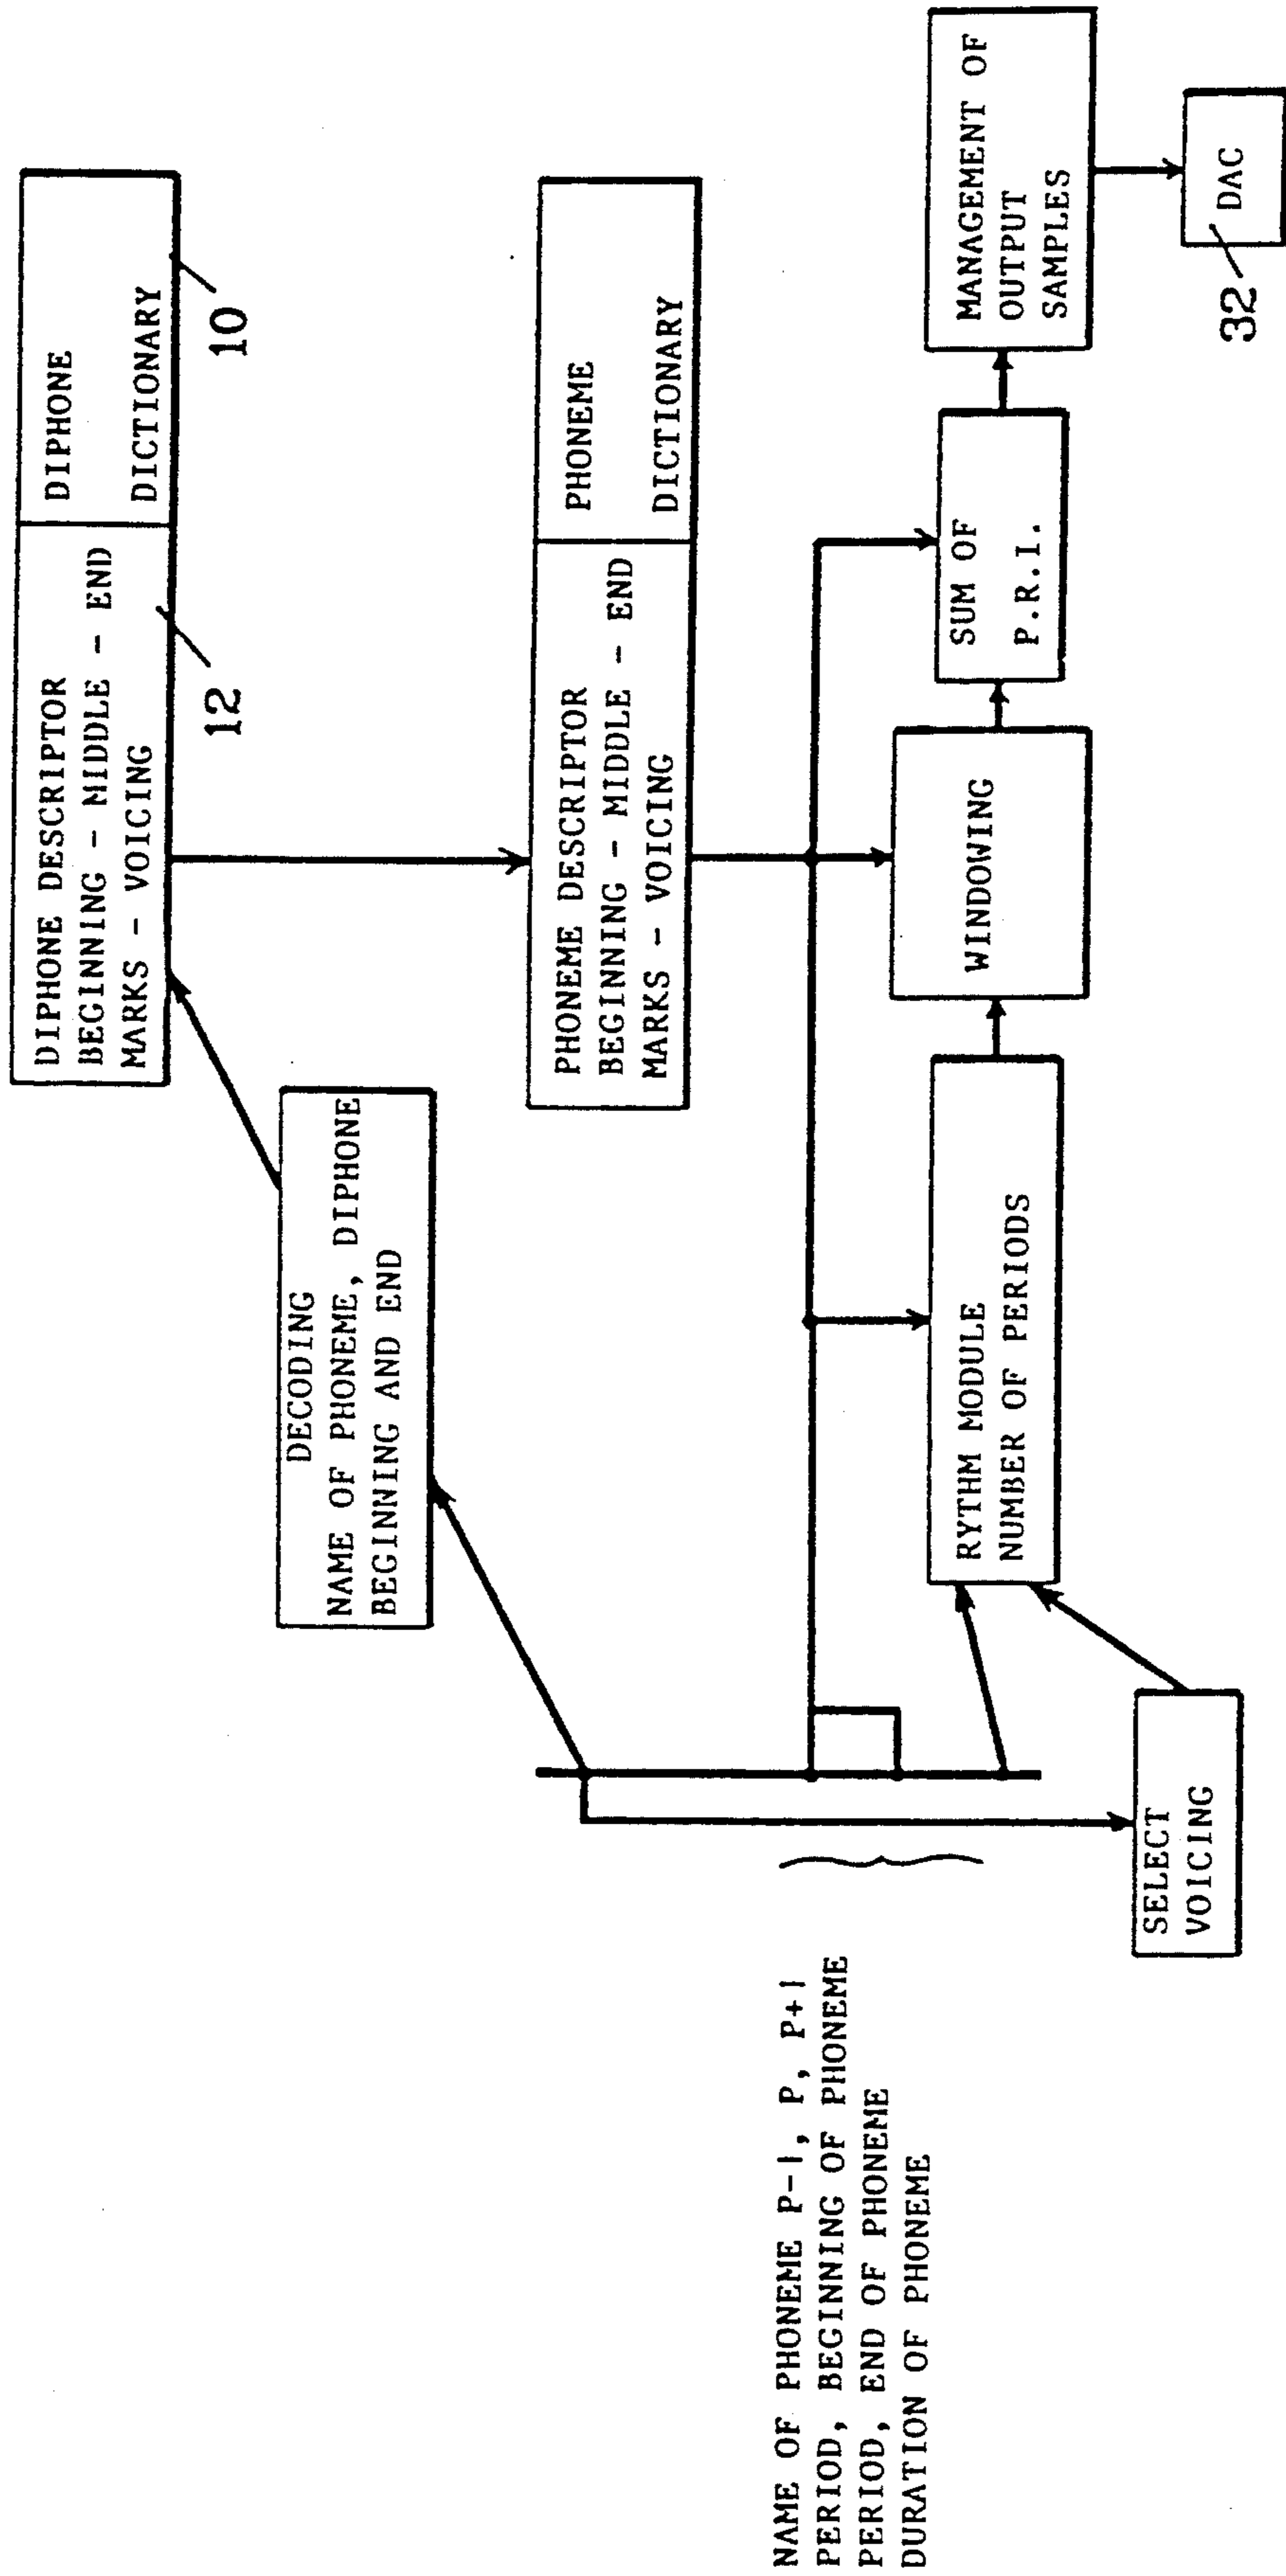 DIPHONE DESCRIPTOR
BEGINNING - MIDDLE - END
MARKS - VOICING
DIPHONE
DICTIONARY
12
10
DECODING
NAME OF PHONEME, DIPHONE
BEGINNING AND END
PHONEME DESCRIPTOR
BEGINNING - MIDDLE - END
MARKS - VOICING
PHONEME
DICTIONARY
NAME OF PHONEME P-1, P, P+1
PERIOD, BEGINNING OF PHONEME
PERIOD, END OF PHONEME
DURATION OF PHONEME
SELECT
VOICING
RYTHM MODULE
NUMBER OF PERIODS
WINDOWING
SUM OF
P.R.I.
MANAGEMENT OF
OUTPUT
SAMPLES
32
DAC